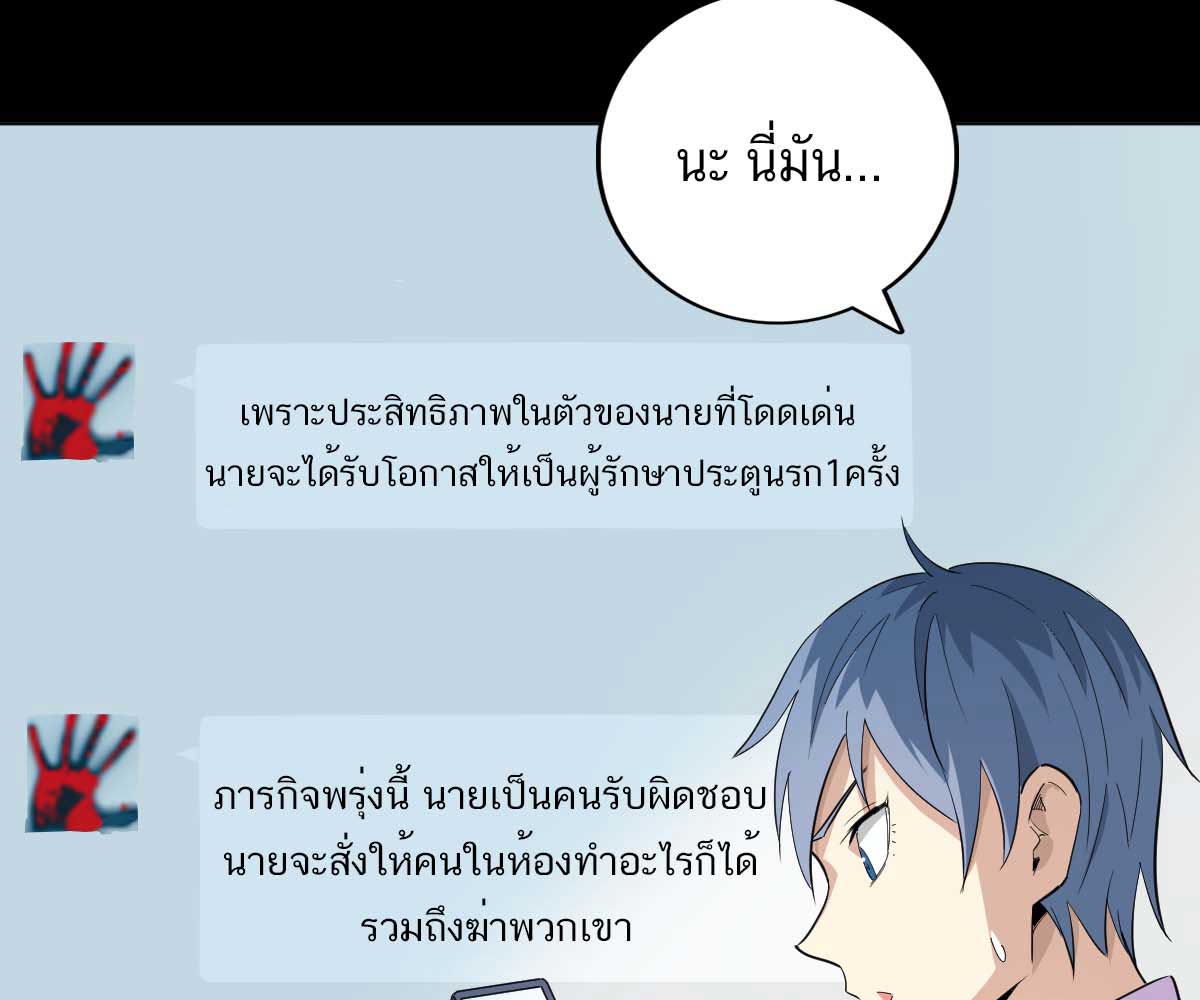 นะ นี่มัน...
เพราะประสิทธิภาพในตัวของนายที่โดดเด่น
นายจะได้รับโอกาสให้เป็นผู้รักษาประตูนรก1ครั้ง
ภารกิจพรุ่งนี้ นายเป็นคนรับผิดชอบ
นายจะสั่งให้คนในห้องทำอะไรก็ได้
รวมถึงฆ่าพวกเขา